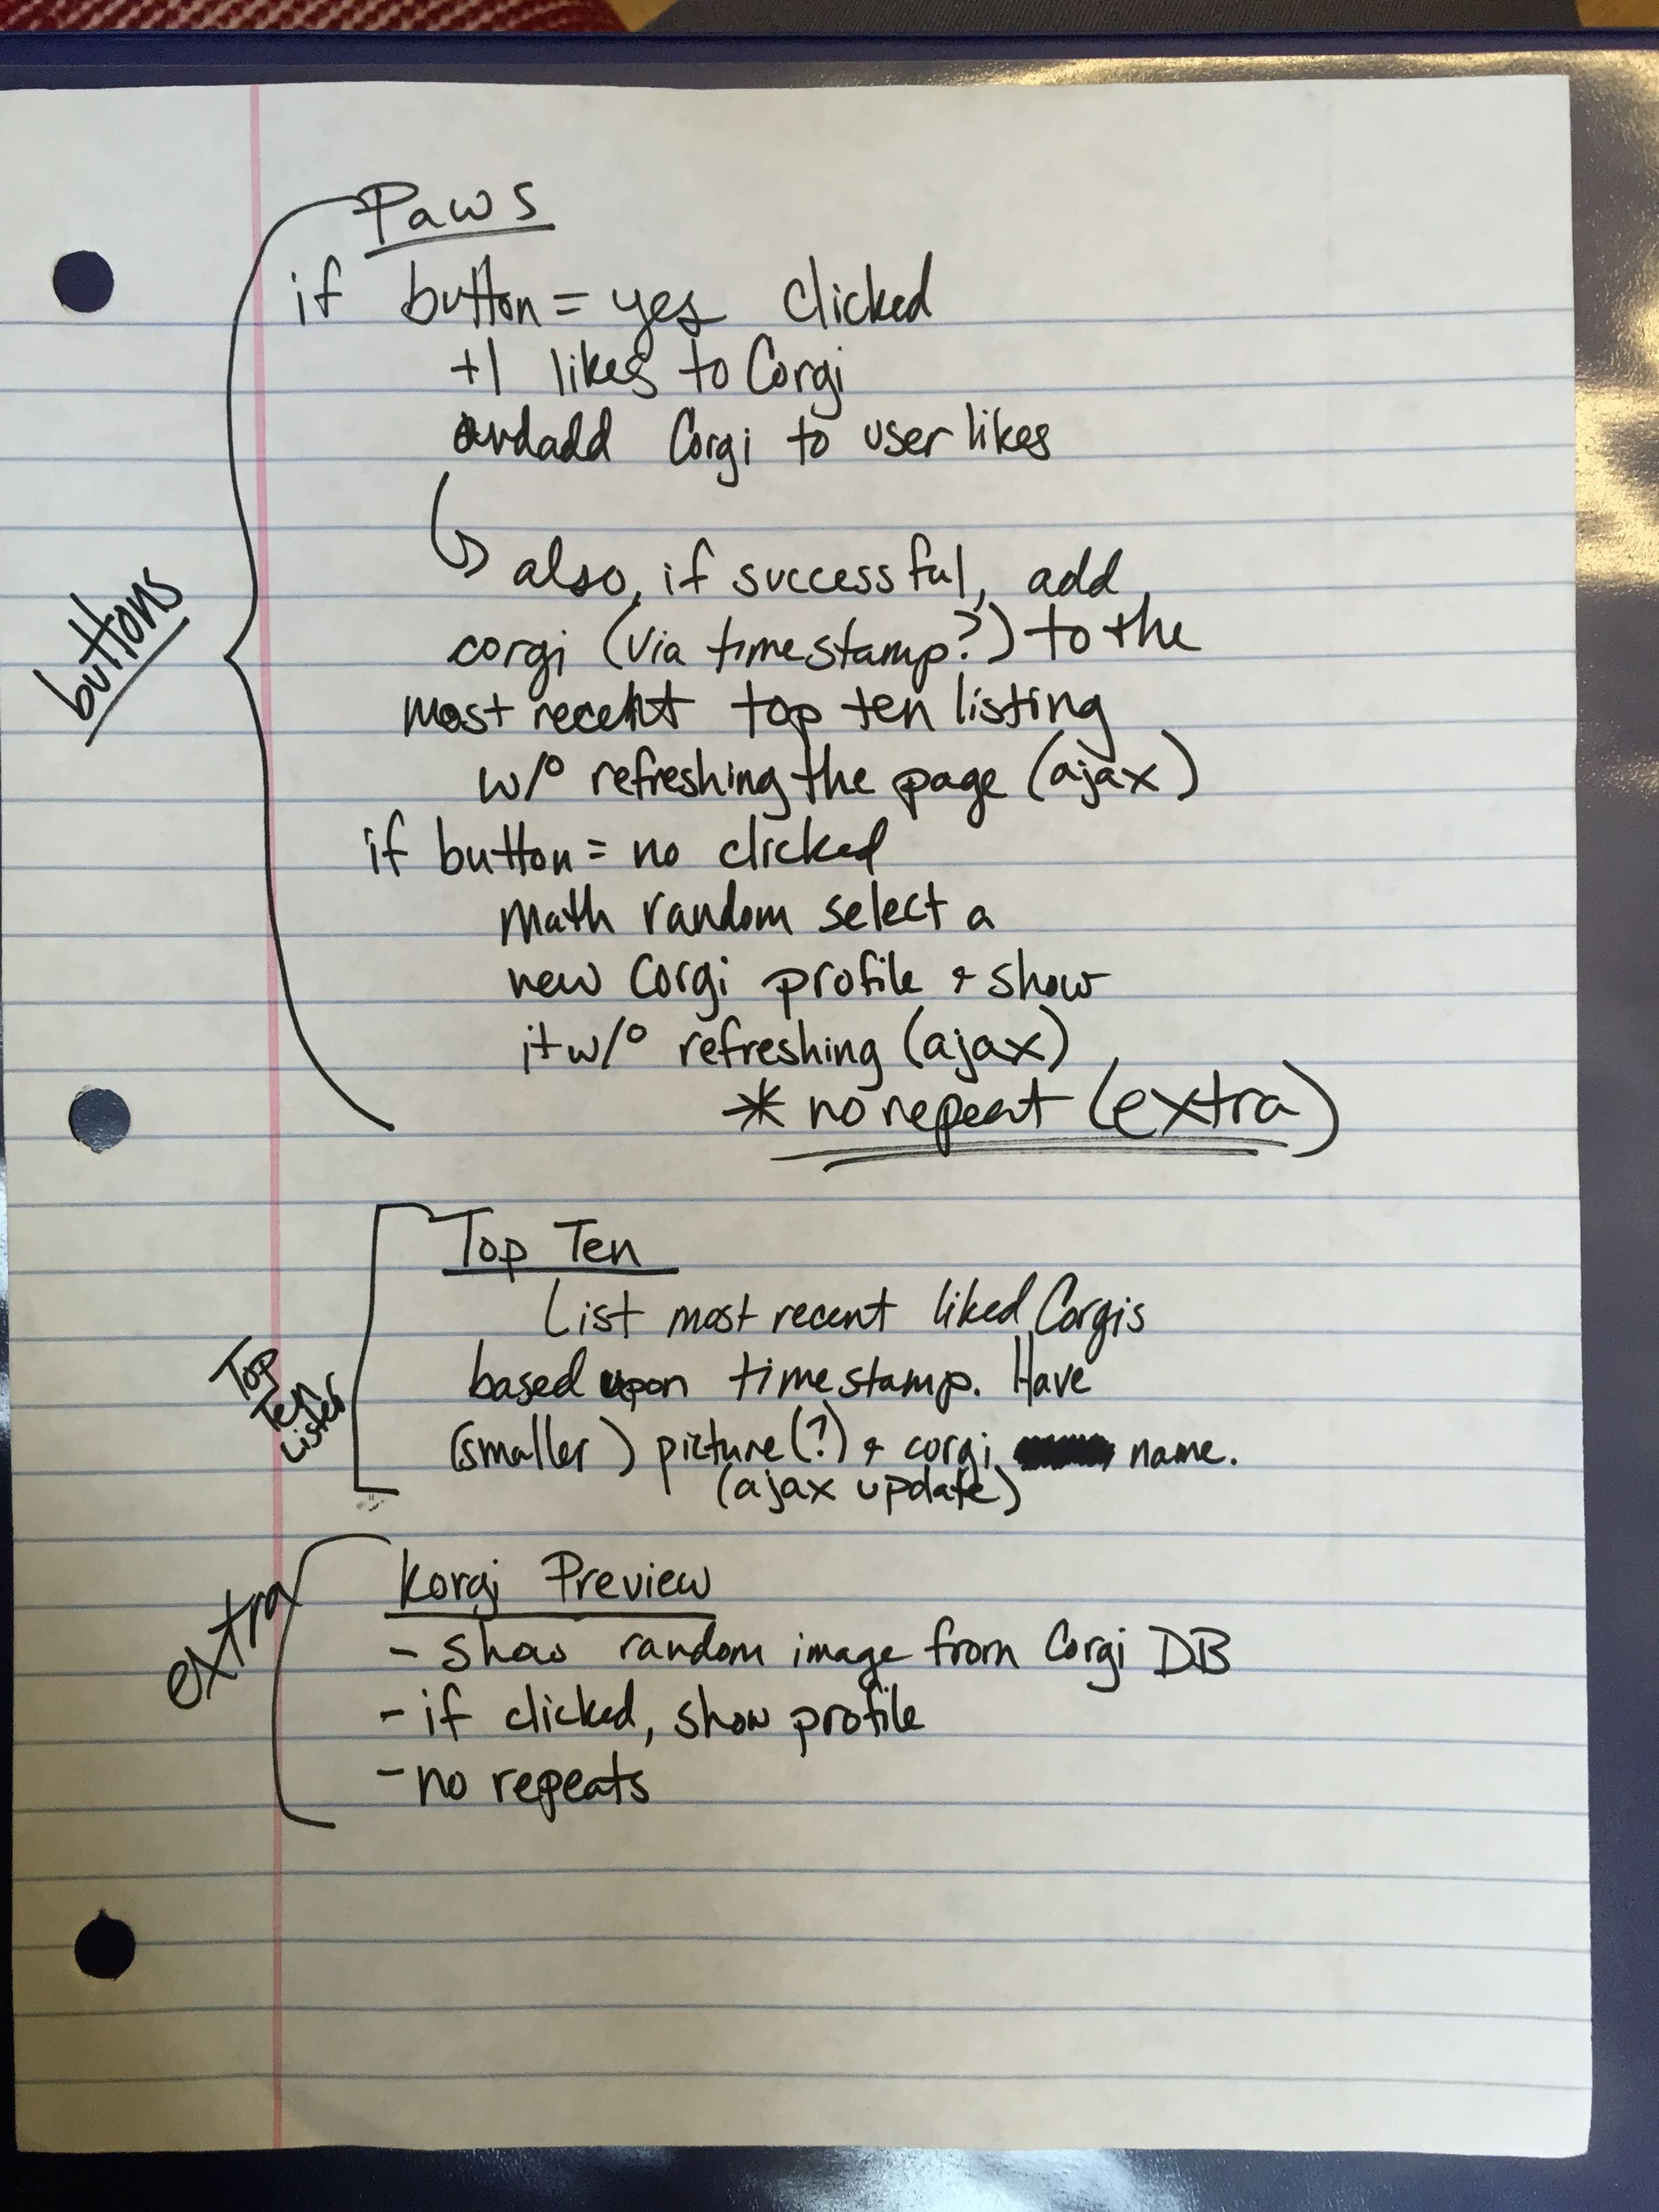 Paws
if button = yes clicked
+1 likes to Corgi
and add Corgi to user likes
also, if successful, add
corgi (via timestamp?) to the
most recent top ten listing
w/o refreshing the page (ajax)
if button = no clicked
math random select a
new Corgi profile + show
it w/o refreshing (ajax)
* no repeat (extra)
buttons
Top Ten
List most recent liked Corgis
based upon timestamp. Have
(smaller) picture (?) + corgi name.
(ajax update)
Top
Ten
Lister
Korgi Preview
- show random image from Corgi DB
- if clicked, show profile
- no repeats
extra